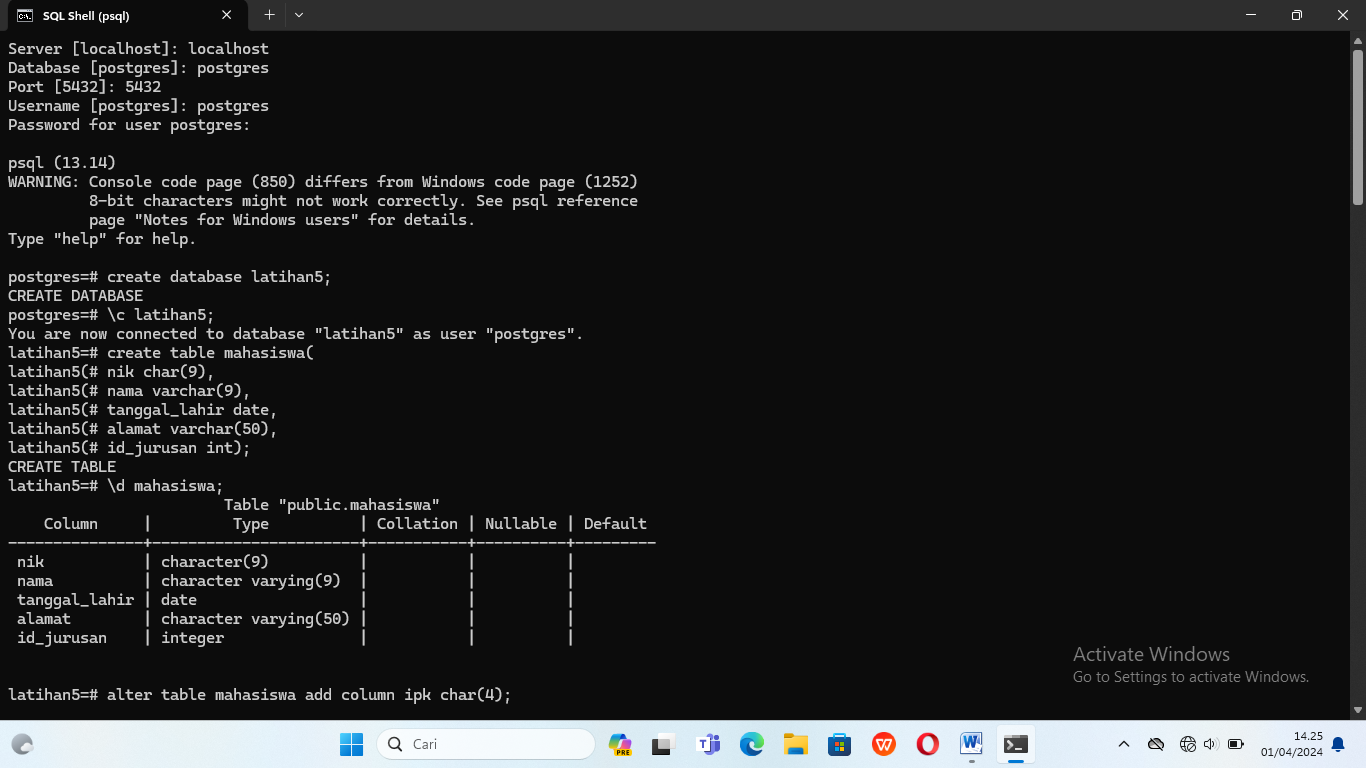 SQL Shell (psql)
Server [localhost]: localhost
Database [postgres]: postgres
Port [5432]: 5432
Username [postgres]: postgres
Password for user postgres:
psql (13.14)
WARNING: Console code page (850) differs from Windows code page (1252)
         8-bit characters might not work correctly. See psql reference
         page "Notes for Windows users" for details.
Type "help" for help.
postgres=# create database latihan5;
CREATE DATABASE
postgres=# \c latihan5;
You are now connected to database "latihan5" as user "postgres".
latihan5=# create table mahasiswa(
latihan5(# nik char(9),
latihan5(# nama varchar(9),
latihan5(# tanggal_lahir date,
latihan5(# alamat varchar(50),
latihan5(# id_jurusan int);
CREATE TABLE
latihan5=# \d mahasiswa;
                        Table "public.mahasiswa"
    Column     |         Type          | Collation | Nullable | Default
---------------+-----------------------+-----------+----------+---------
 nik           | character(9)          |           |          |
 nama          | character varying(9)  |           |          |
 tanggal_lahir | date                  |           |          |
 alamat        | character varying(50) |           |          |
 id_jurusan    | integer               |           |          |
latihan5=# alter table mahasiswa add column ipk char(4);
Activate Windows
Go to Settings to activate Windows.
Cari
PRE
14.25
01/04/2024